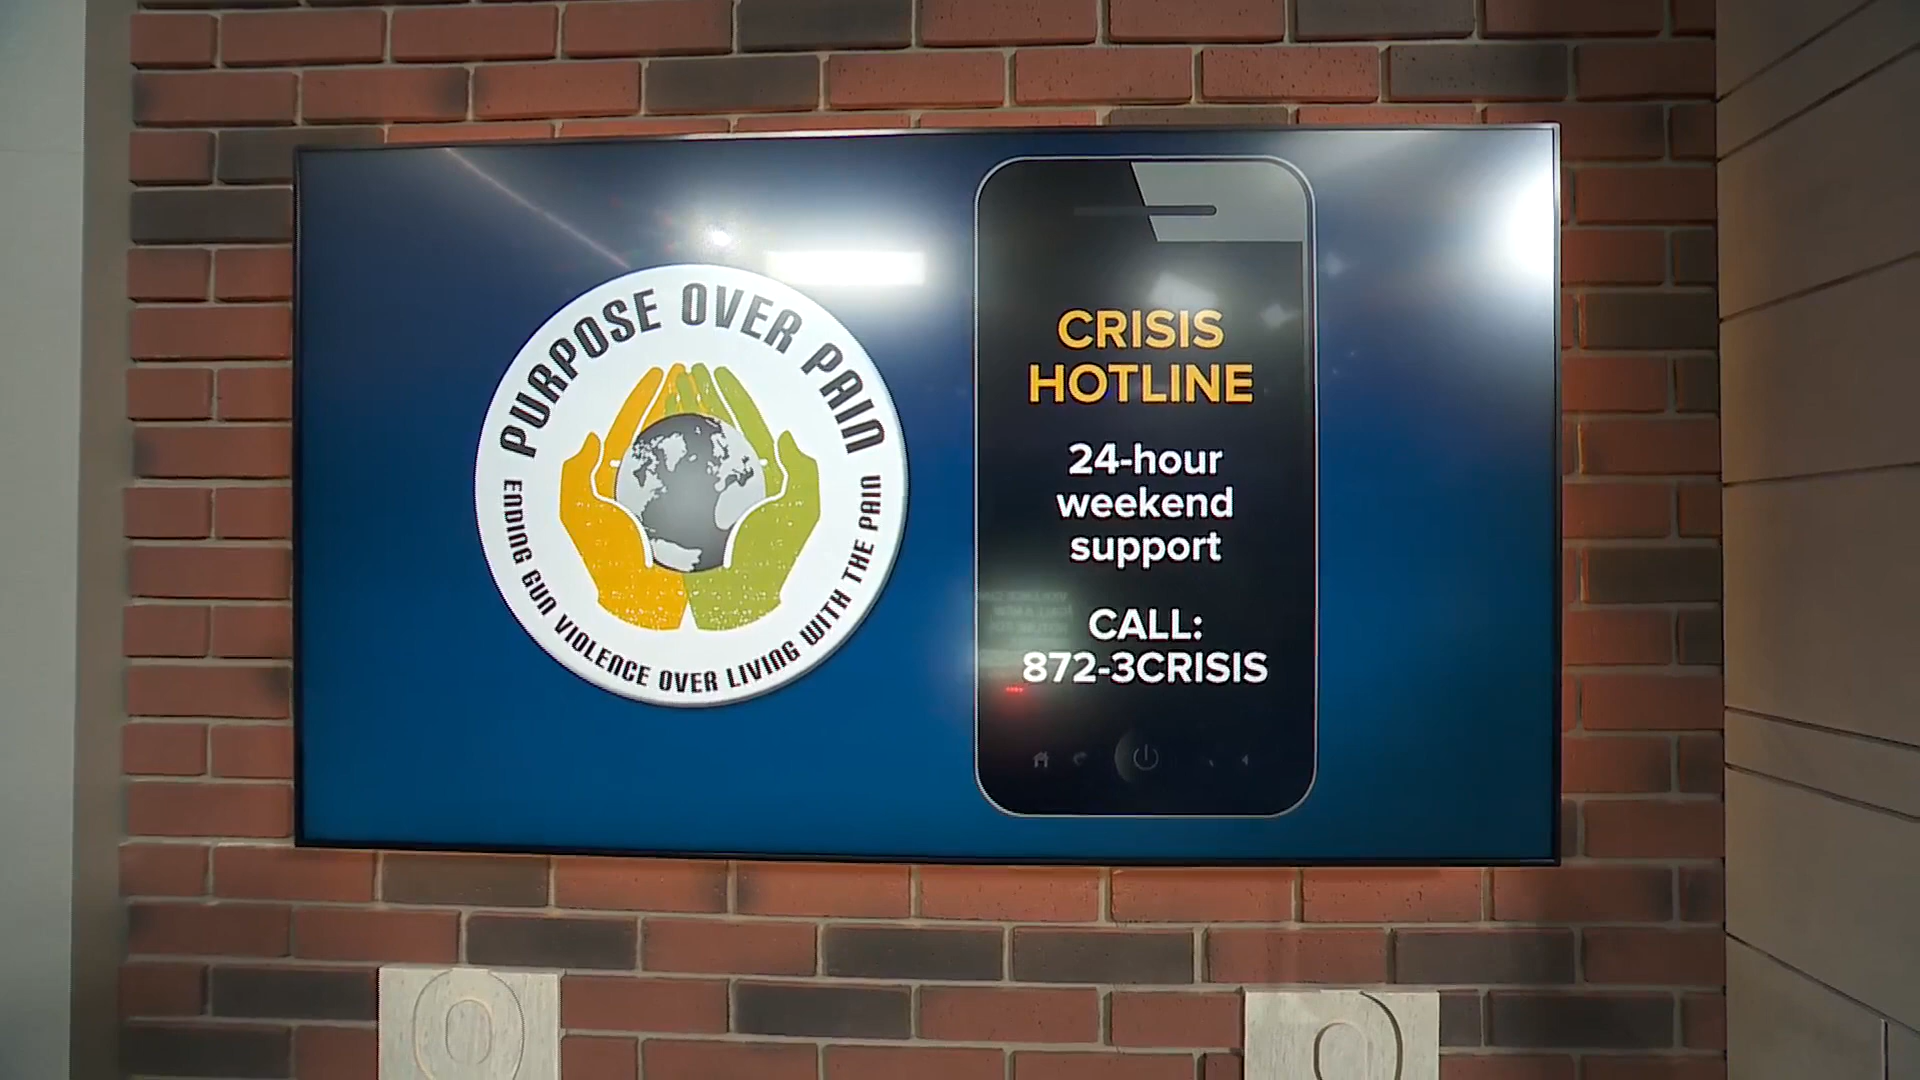 PURPOSE OVER PAIN
ENDING GUN VIOLENCE OVER LIVING WITH THE PAIN
CRISIS
HOTLINE
24-hour
weekend
support
CALL:
872-3CRISIS